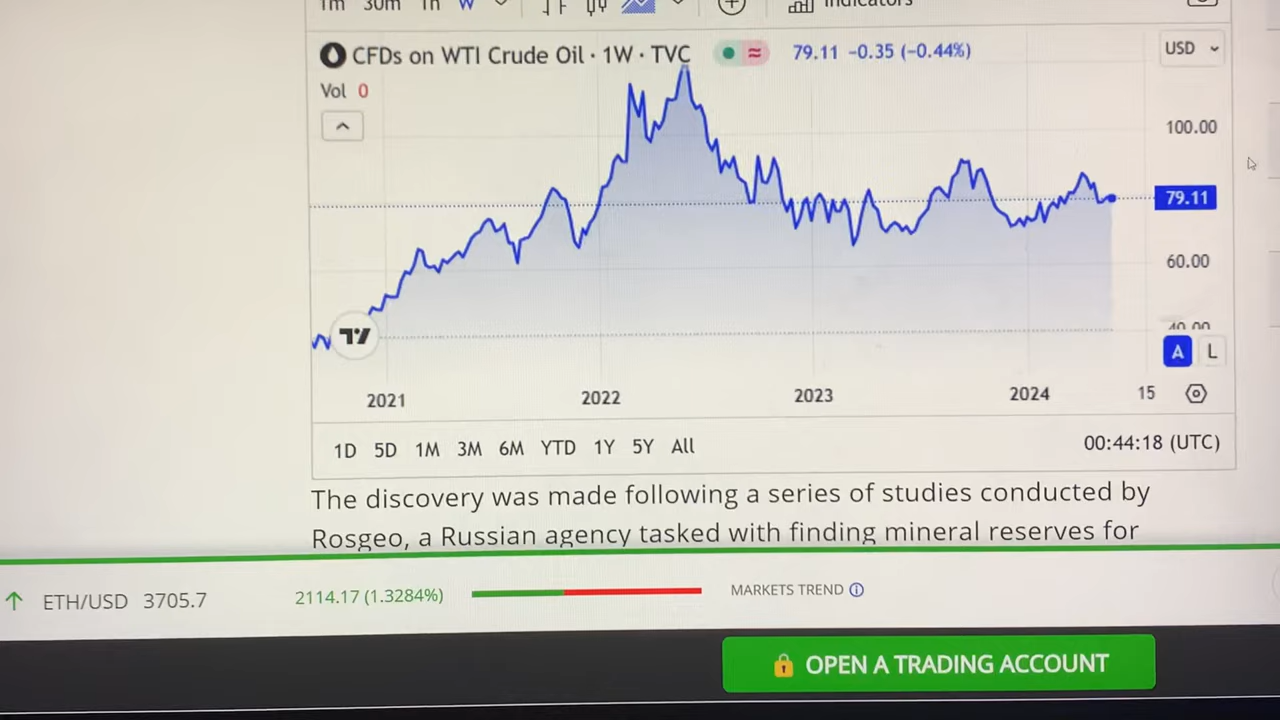 1m 30m 1h W Indicators
CFDs on WTI Crude Oil · 1W · TVC 79.11 −0.35 (−0.44%) USD
Vol 0
100.00
79.11
60.00
40.00
A L
2021 2022 2023 2024 15
1D 5D 1M 3M 6M YTD 1Y 5Y All 00:44:18 (UTC)
The discovery was made following a series of studies conducted by
Rosgeo, a Russian agency tasked with finding mineral reserves for
ETH/USD 3705.7 2114.17 (1.3284%) MARKETS TREND
OPEN A TRADING ACCOUNT